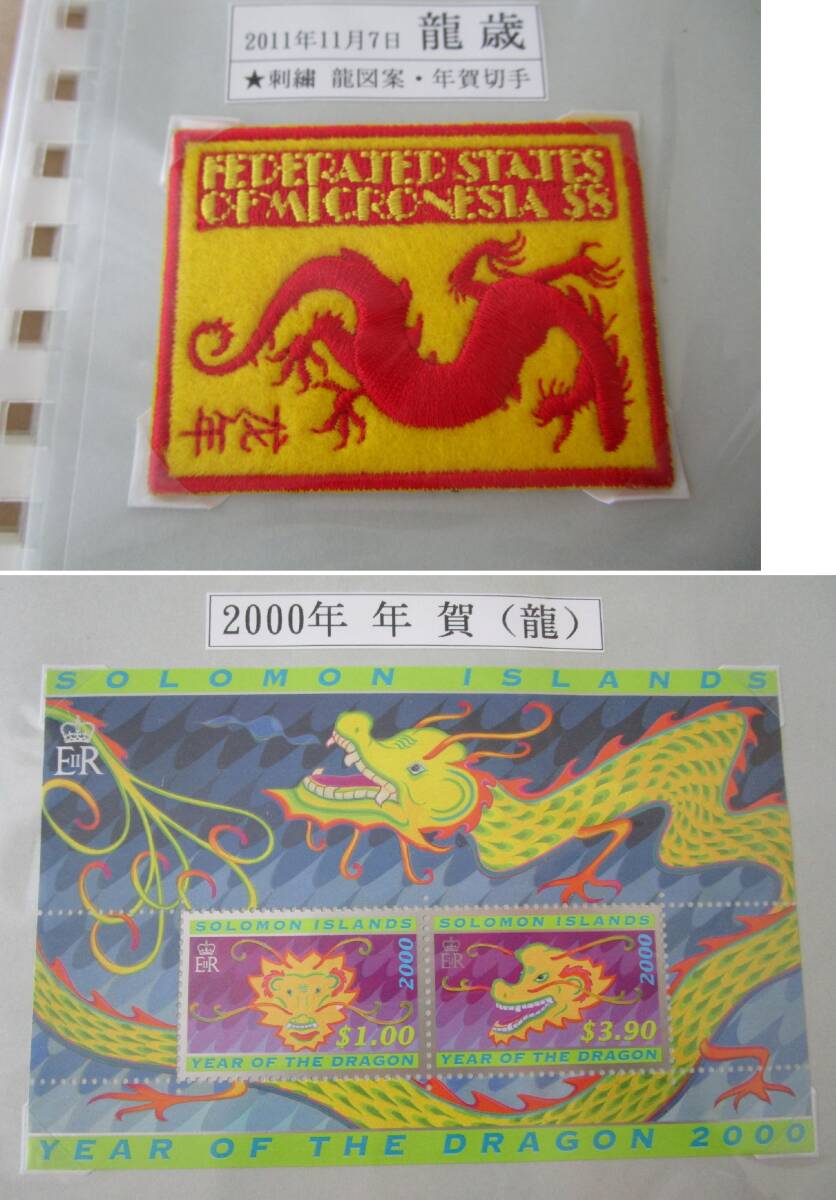 2011年11月7日 龍歳
★刺繍 龍図案・年賀切手
FEDERATED STATES
OF MICRONESIA $8
龙年
2000年 年賀（龍）
SOLOMON ISLANDS
EIIR
SOLOMON ISLANDS
EIIR
2000
$1.00
YEAR OF THE DRAGON
SOLOMON ISLANDS
EIIR
2000
$3.90
YEAR OF THE DRAGON
YEAR OF THE DRAGON 2000